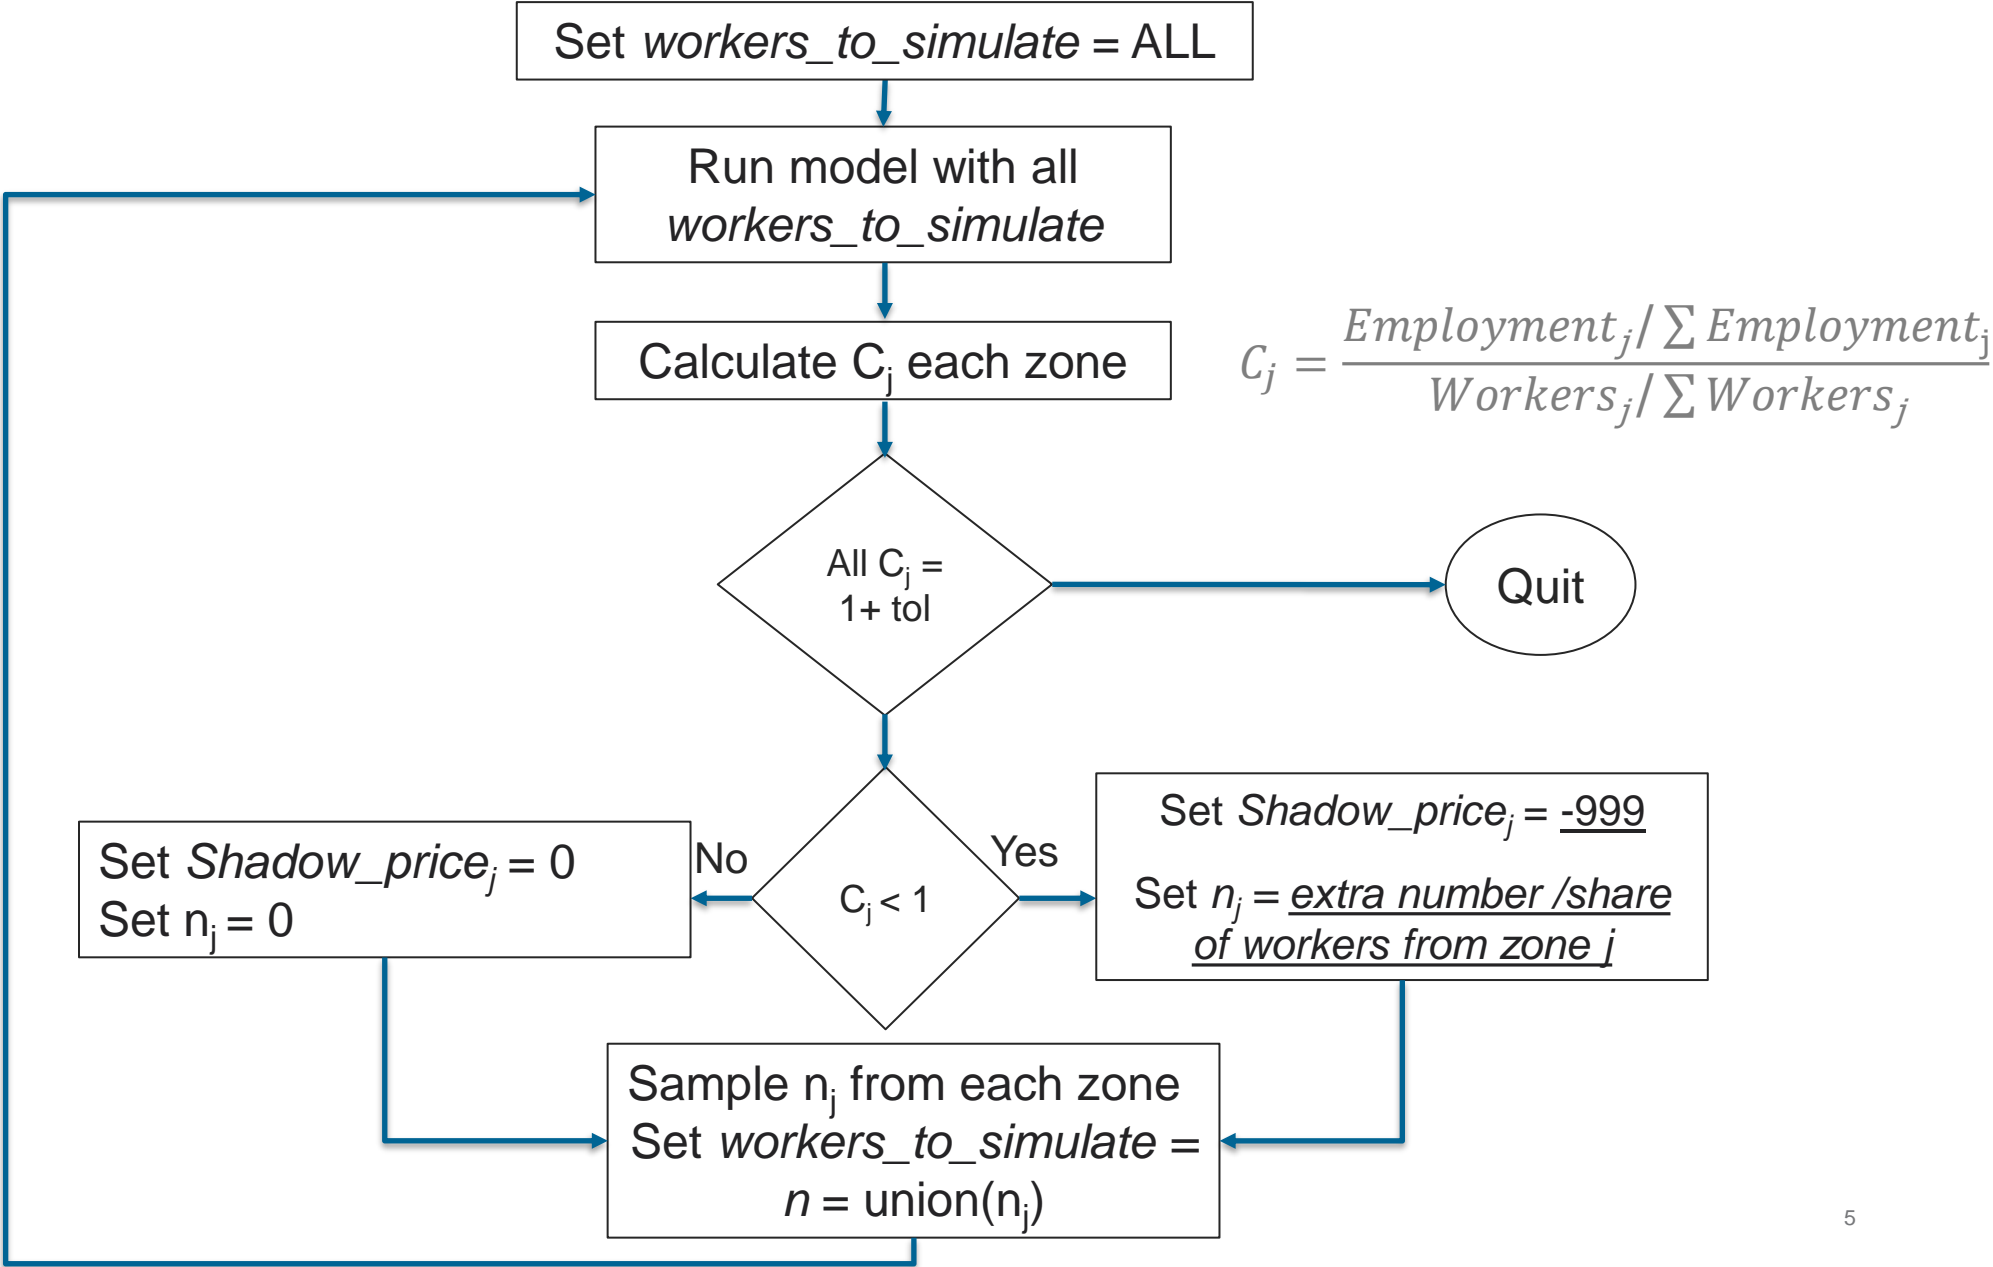 Set workers_to_simulate = ALL
Run model with all
workers_to_simulate
Calculate Cj each zone
Cj = Employmentj/ ∑ Employmentj
Workersj/ ∑ Workersj
All Cj =
1+ tol
Quit
Set Shadow_pricej = 0
Set nj = 0
No
Cj < 1
Yes
Set Shadow_pricej = -999
Set nj = extra number /share
of workers from zone j
Sample nj from each zone
Set workers_to_simulate =
n = union(nj)
5